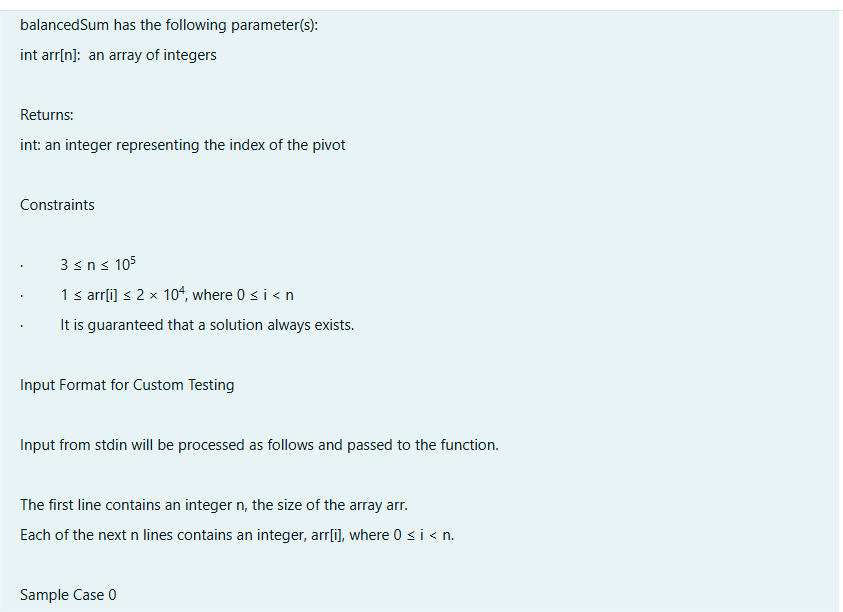 balancedSum has the following parameter(s):
int arr[n]: an array of integers
Returns:
int: an integer representing the index of the pivot
Constraints
· 3 ≤ n ≤ 10⁵
· 1 ≤ arr[i] ≤ 2 × 10⁴, where 0 ≤ i < n
· It is guaranteed that a solution always exists.
Input Format for Custom Testing
Input from stdin will be processed as follows and passed to the function.
The first line contains an integer n, the size of the array arr.
Each of the next n lines contains an integer, arr[i], where 0 ≤ i < n.
Sample Case 0